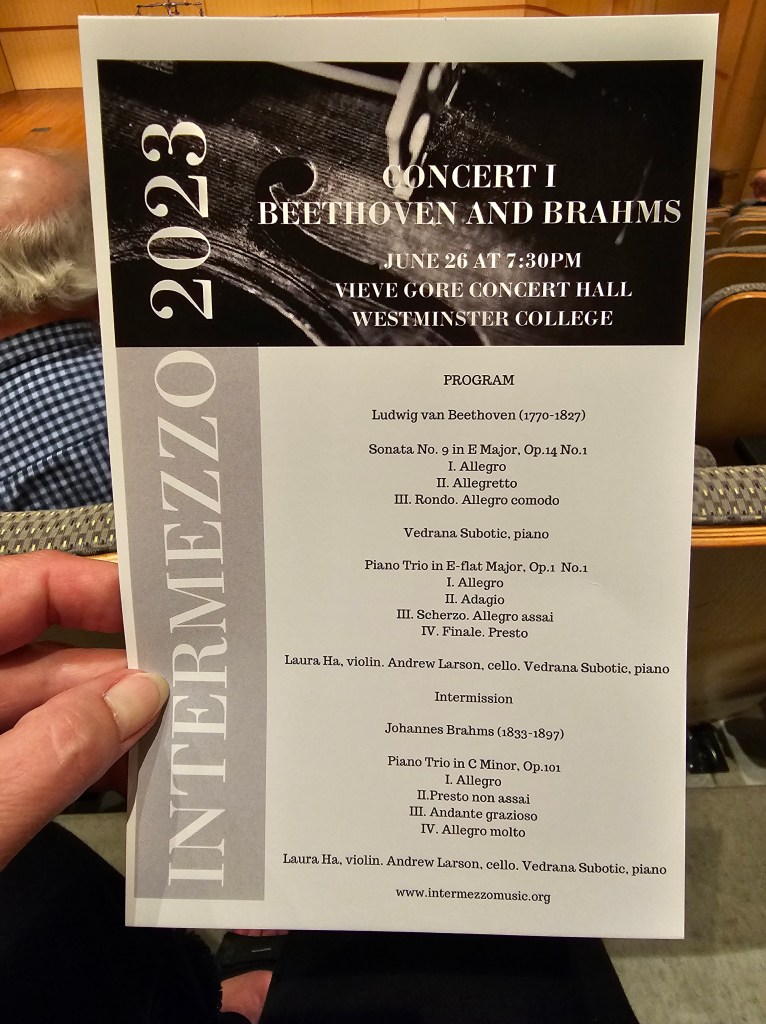 INTERMEZZO 2023
CONCERT I
BEETHOVEN AND BRAHMS
JUNE 26 AT 7:30PM
VIEVE GORE CONCERT HALL
WESTMINSTER COLLEGE
PROGRAM
Ludwig van Beethoven (1770-1827)
Sonata No. 9 in E Major, Op.14 No.1
I. Allegro
II. Allegretto
III. Rondo. Allegro comodo
Vedrana Subotic, piano
Piano Trio in E-flat Major, Op.1 No.1
I. Allegro
II. Adagio
III. Scherzo. Allegro assai
IV. Finale. Presto
Laura Ha, violin. Andrew Larson, cello. Vedrana Subotic, piano
Intermission
Johannes Brahms (1833-1897)
Piano Trio in C Minor, Op.101
I. Allegro
II.Presto non assai
III. Andante grazioso
IV. Allegro molto
Laura Ha, violin. Andrew Larson, cello. Vedrana Subotic, piano
www.intermezzomusic.org